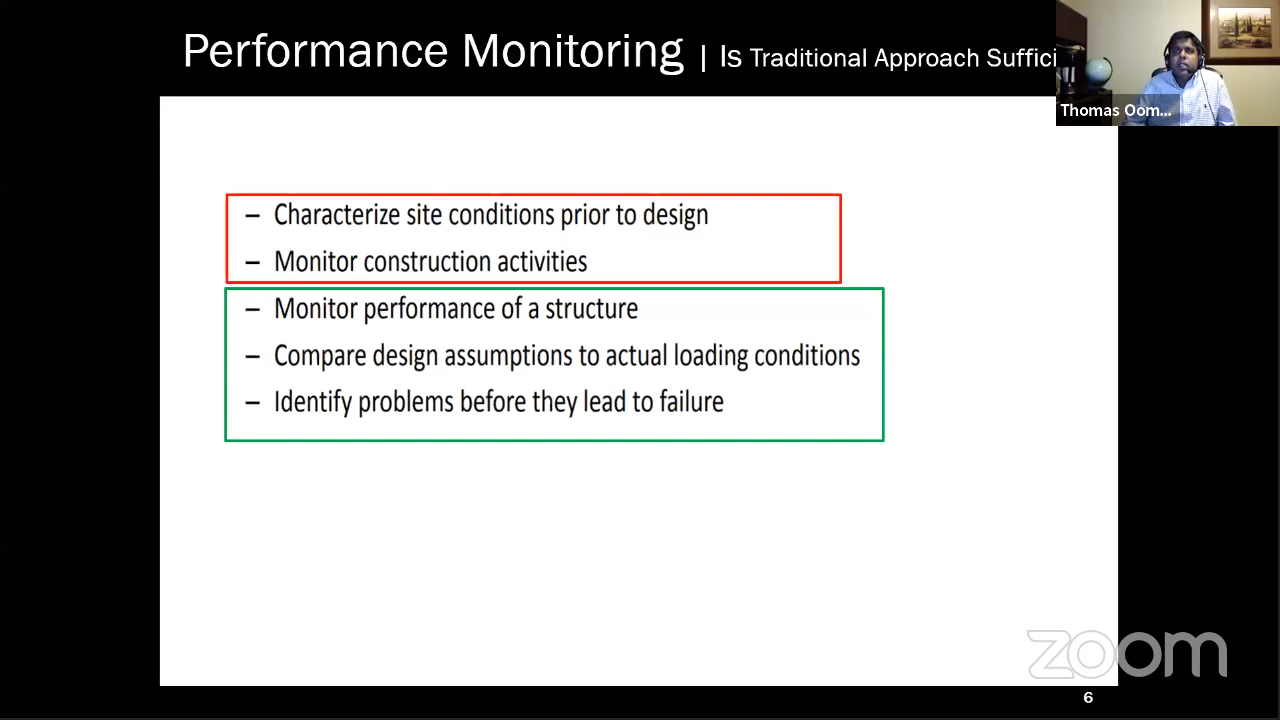 Performance Monitoring | Is Traditional Approach Suffici
Thomas Oom...
– Characterize site conditions prior to design
– Monitor construction activities
– Monitor performance of a structure
– Compare design assumptions to actual loading conditions
– Identify problems before they lead to failure
zoom
6